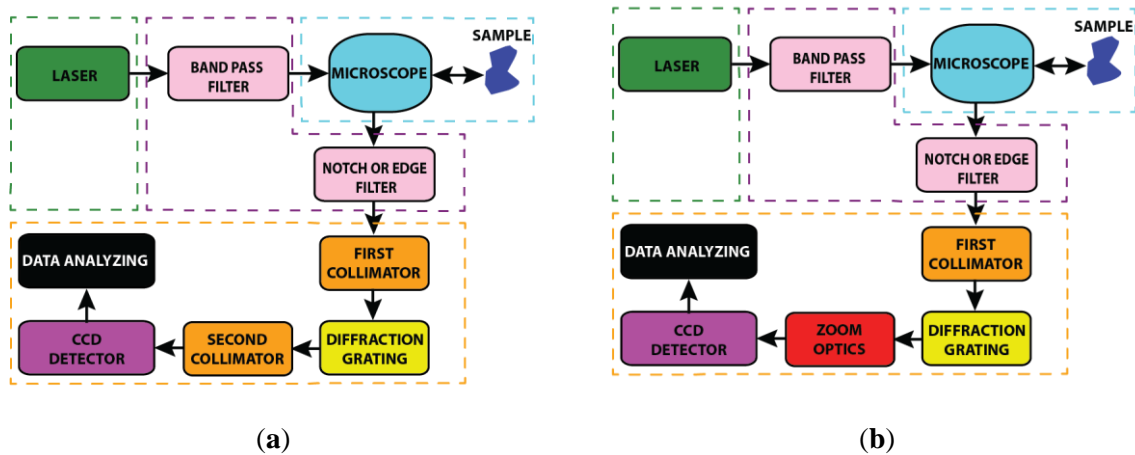 LASER
BAND PASS
FILTER
MICROSCOPE
SAMPLE
NOTCH OR EDGE
FILTER
DATA ANALYZING
FIRST
COLLIMATOR
CCD
DETECTOR
SECOND
COLLIMATOR
DIFFRACTION
GRATING
(a)
LASER
BAND PASS
FILTER
MICROSCOPE
SAMPLE
NOTCH OR EDGE
FILTER
DATA ANALYZING
FIRST
COLLIMATOR
CCD
DETECTOR
ZOOM
OPTICS
DIFFRACTION
GRATING
(b)